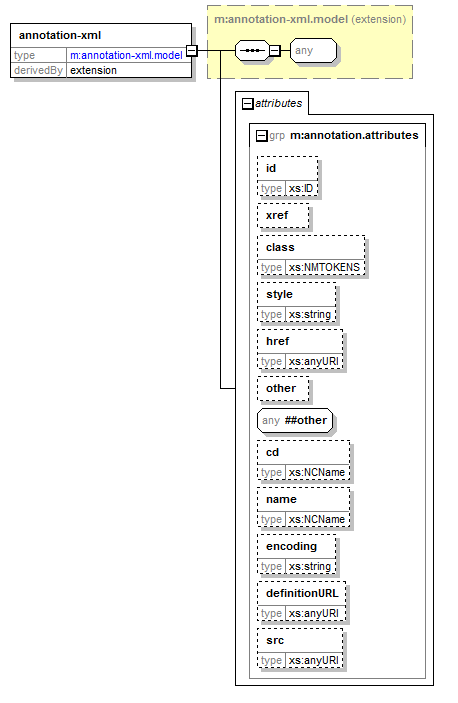 m:annotation-xml.model (extension)
annotation-xml
type m:annotation-xml.model
derivedBy extension
any
attributes
grp m:annotation.attributes
id
type xs:ID
xref
class
type xs:NMTOKENS
style
type xs:string
href
type xs:anyURI
other
any ##other
cd
type xs:NCName
name
type xs:NCName
encoding
type xs:string
definitionURL
type xs:anyURI
src
type xs:anyURI